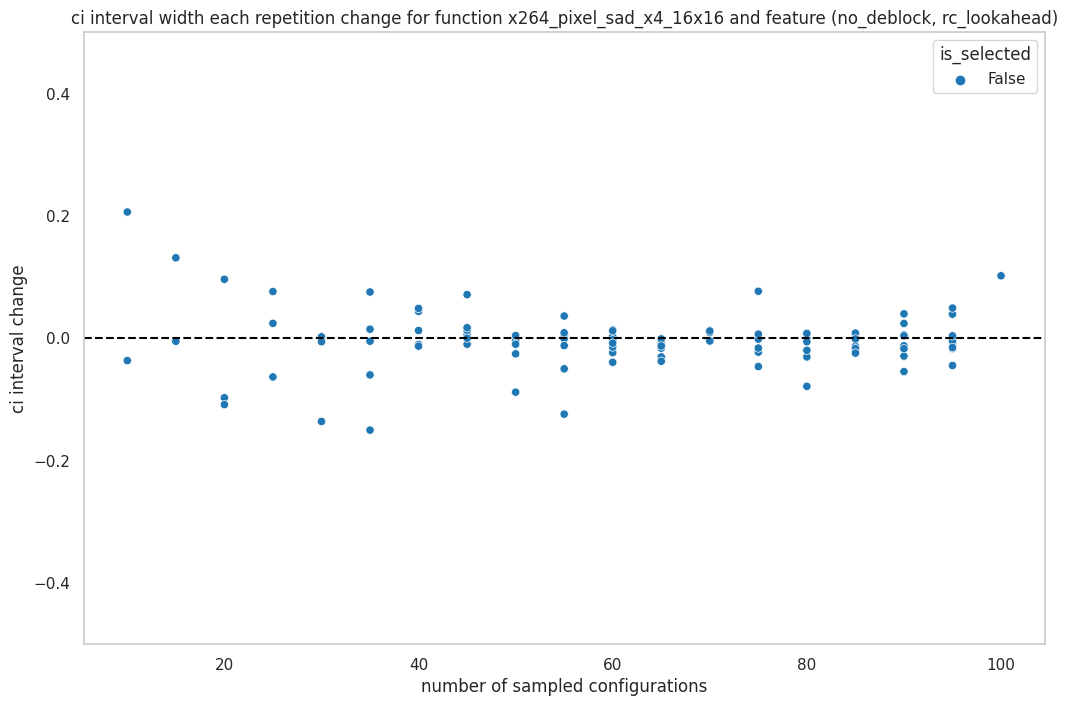 ci interval width each repetition change for function x264_pixel_sad_x4_16x16 and feature (no_deblock, rc_lookahead)
is_selected
False
0.4
0.2
0.0
−0.2
−0.4
ci interval change
20 40 60 80 100
number of sampled configurations